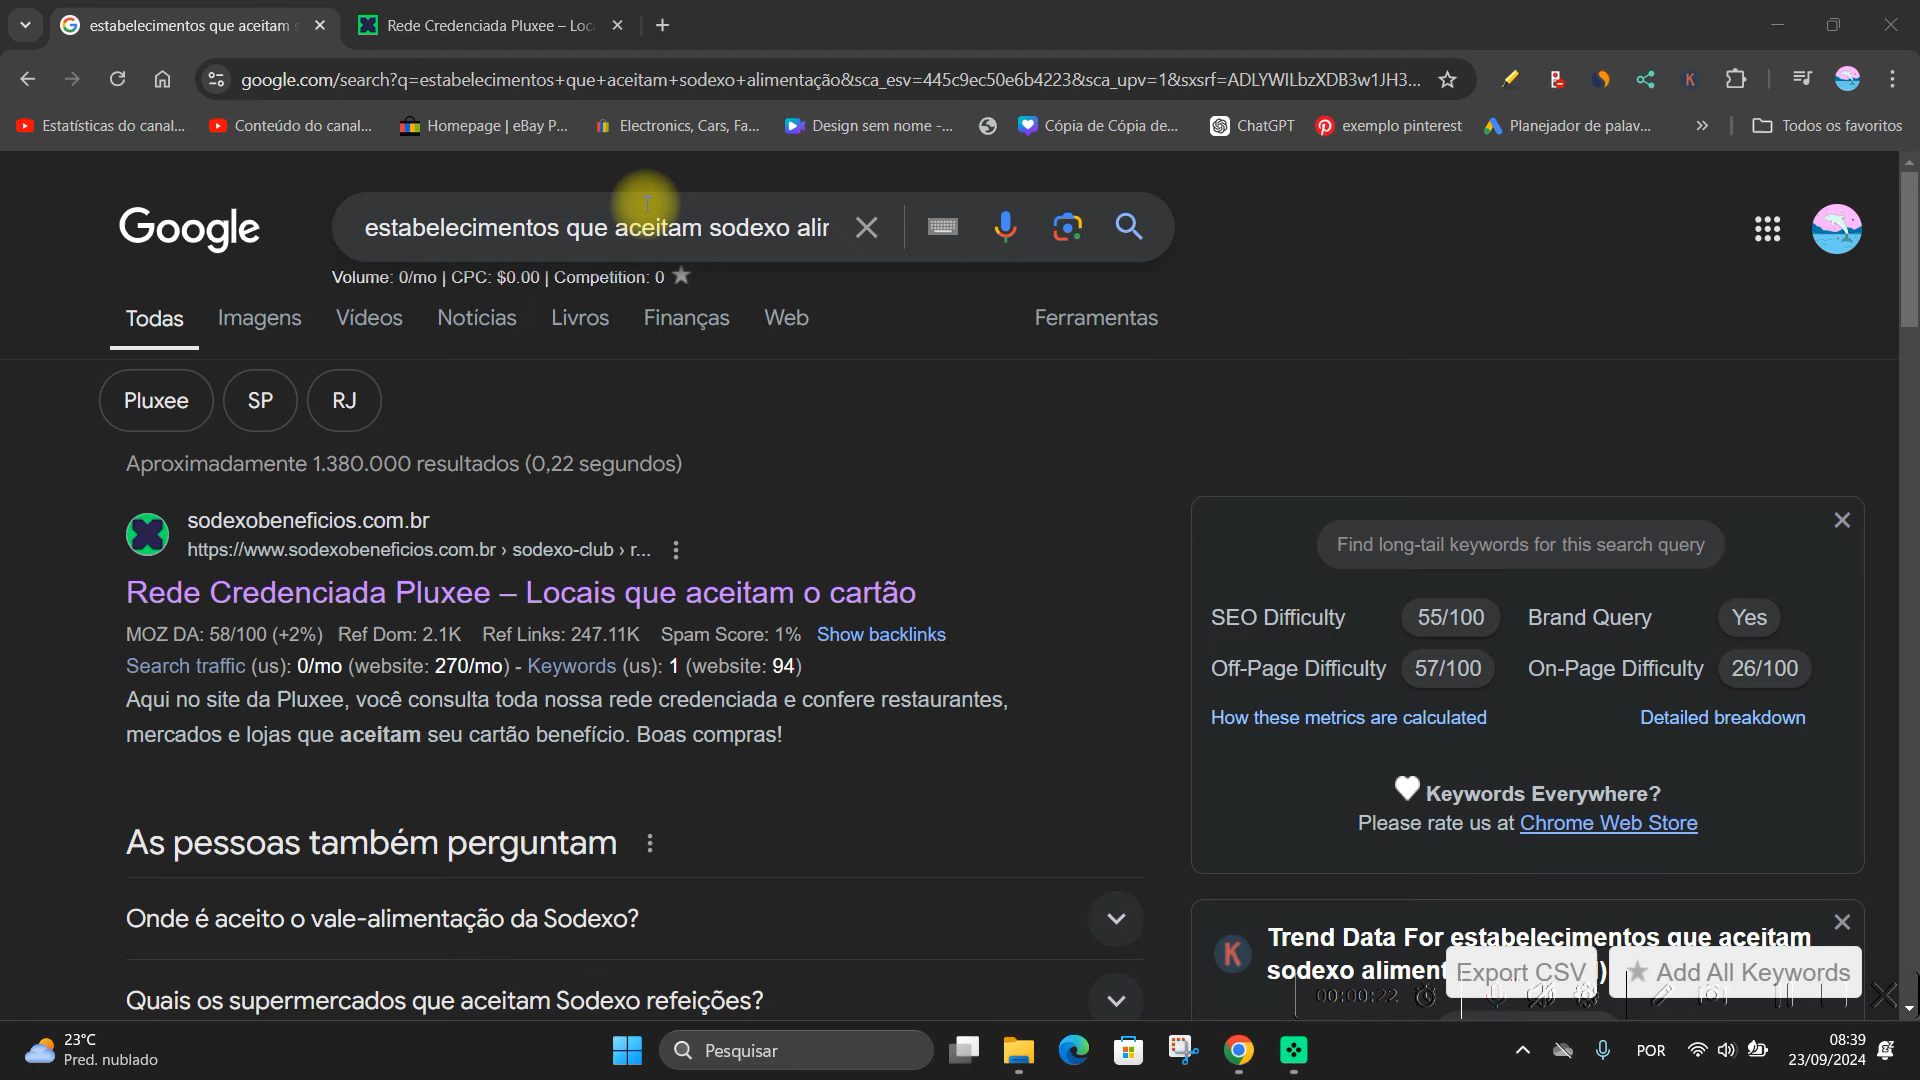 estabelecimentos que aceitam s
Rede Credenciada Pluxee – Loc
google.com/search?q=estabelecimentos+que+aceitam+sodexo+alimentação&sca_esv=445c9ec50e6b4223&sca_upv=1&sxsrf=ADLYWILbzXDB3w1JH3...
Estatísticas do canal...
Conteúdo do canal...
Homepage | eBay P...
Electronics, Cars, Fa...
Design sem nome -...
Cópia de Cópia de...
ChatGPT
exemplo pinterest
Planejador de palav...
»
Todos os favoritos
Google
estabelecimentos que aceitam sodexo alir
Volume: 0/mo | CPC: $0.00 | Competition: 0
Todas Imagens Vídeos Notícias Livros Finanças Web Ferramentas
Pluxee SP RJ
Aproximadamente 1.380.000 resultados (0,22 segundos)
sodexobeneficios.com.br
https://www.sodexobeneficios.com.br › sodexo-club › r...
Rede Credenciada Pluxee – Locais que aceitam o cartão
MOZ DA: 58/100 (+2%) Ref Dom: 2.1K Ref Links: 247.11K Spam Score: 1% Show backlinks
Search traffic (us): 0/mo (website: 270/mo) - Keywords (us): 1 (website: 94)
Aqui no site da Pluxee, você consulta toda nossa rede credenciada e confere restaurantes,
mercados e lojas que aceitam seu cartão benefício. Boas compras!
As pessoas também perguntam
Onde é aceito o vale-alimentação da Sodexo?
Quais os supermercados que aceitam Sodexo refeições?
Find long-tail keywords for this search query
SEO Difficulty 55/100 Brand Query Yes
Off-Page Difficulty 57/100 On-Page Difficulty 26/100
How these metrics are calculated Detailed breakdown
Keywords Everywhere?
Please rate us at Chrome Web Store
K
Trend Data For estabelecimentos que aceitam
sodexo aliment
)
Export CSV
Add All Keywords
00:00:22
23°C
Pred. nublado
Pesquisar
POR
08:39
23/09/2024